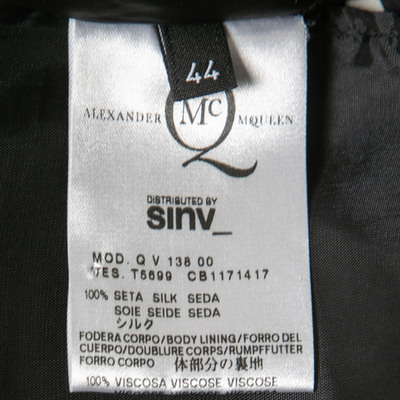 44
ALEXANDER Mc MQUEEN
Q
DISTRIBUTED BY
sinv_
MOD. Q V 138 00
TES. T5699 CB1171417
100% SETA SILK SEDA
SOIE SEIDE SEDA
シルク
FODERA CORPO/BODY LINING/FORRO DEL
CUERPO/DOUBLURE CORPS/RUMPFFUTTER
FORRO CORPO 体部分の裏地
100% VISCOSA VISCOSE VISCOSE